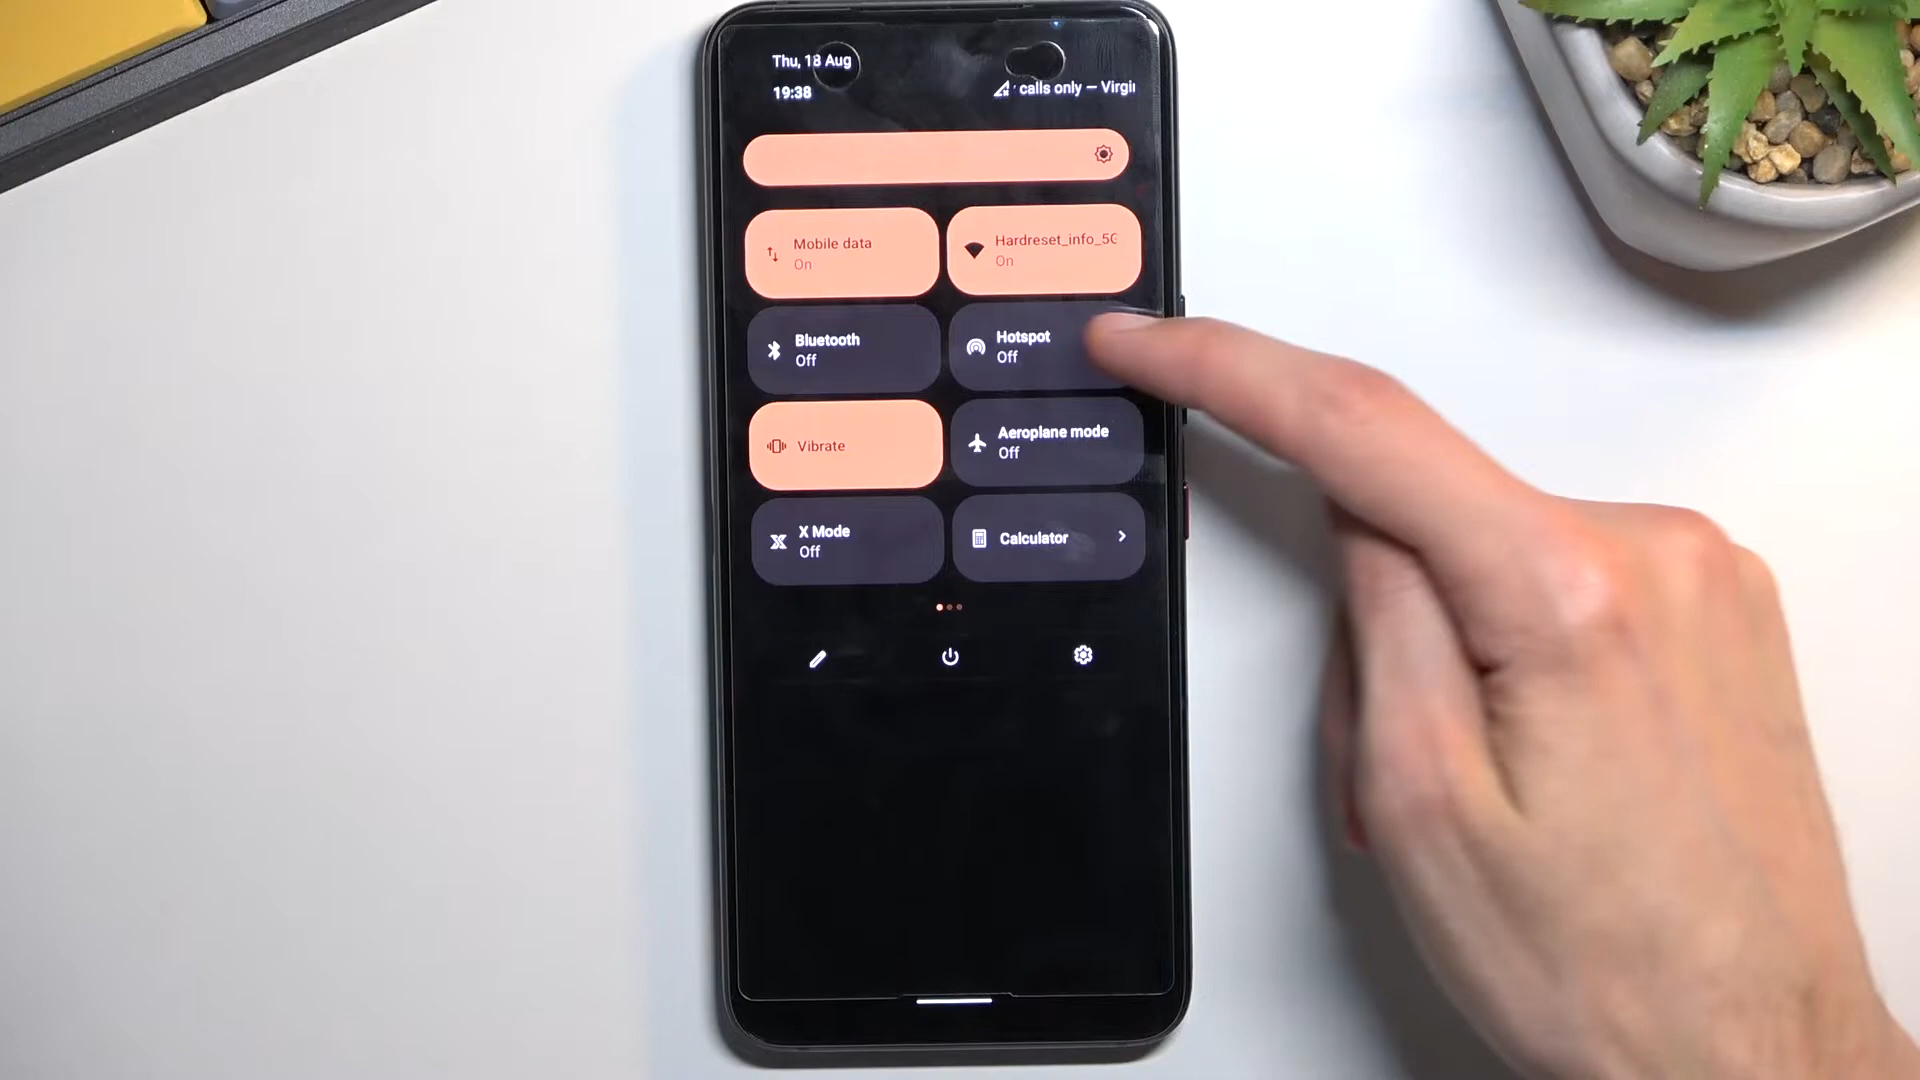 Thu, 18 Aug
19:38
calls only — Virgi
Mobile data
On
Hardreset_info_5G
On
Bluetooth
Off
Hotspot
Off
Vibrate
Aeroplane mode
Off
X Mode
Off
Calculator